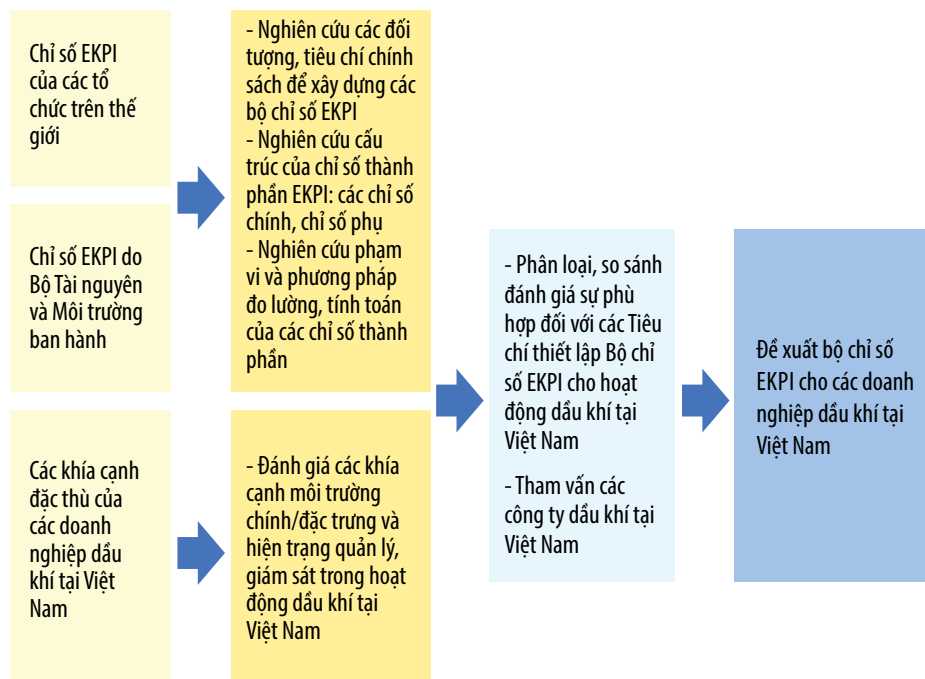 Chỉ số EKPI
của các tổ
chức trên thế
giới
Chỉ số EKPI do
Bộ Tài nguyên
và Môi trường
ban hành
Các khía cạnh
đặc thù của
các doanh
nghiệp dầu
khí tại Việt
Nam
- Nghiên cứu các đối
tượng, tiêu chí chính
sách để xây dựng các
bộ chỉ số EKPI
- Nghiên cứu cấu
trúc của chỉ số thành
phần EKPI: các chỉ số
chính, chỉ số phụ
- Nghiên cứu phạm
vi và phương pháp
đo lường, tính toán
của các chỉ số thành
phần
- Đánh giá các khía
cạnh môi trường
chính/đặc trưng và
hiện trạng quản lý,
giám sát trong hoạt
động dầu khí tại
Việt Nam
- Phân loại, so sánh
đánh giá sự phù
hợp đối với các Tiêu
chí thiết lập Bộ chỉ
số EKPI cho hoạt
động dầu khí tại
Việt Nam
- Tham vấn các
công ty dầu khí tại
Việt Nam
Đề xuất bộ chỉ số
EKPI cho các doanh
nghiệp dầu khí tại
Việt Nam